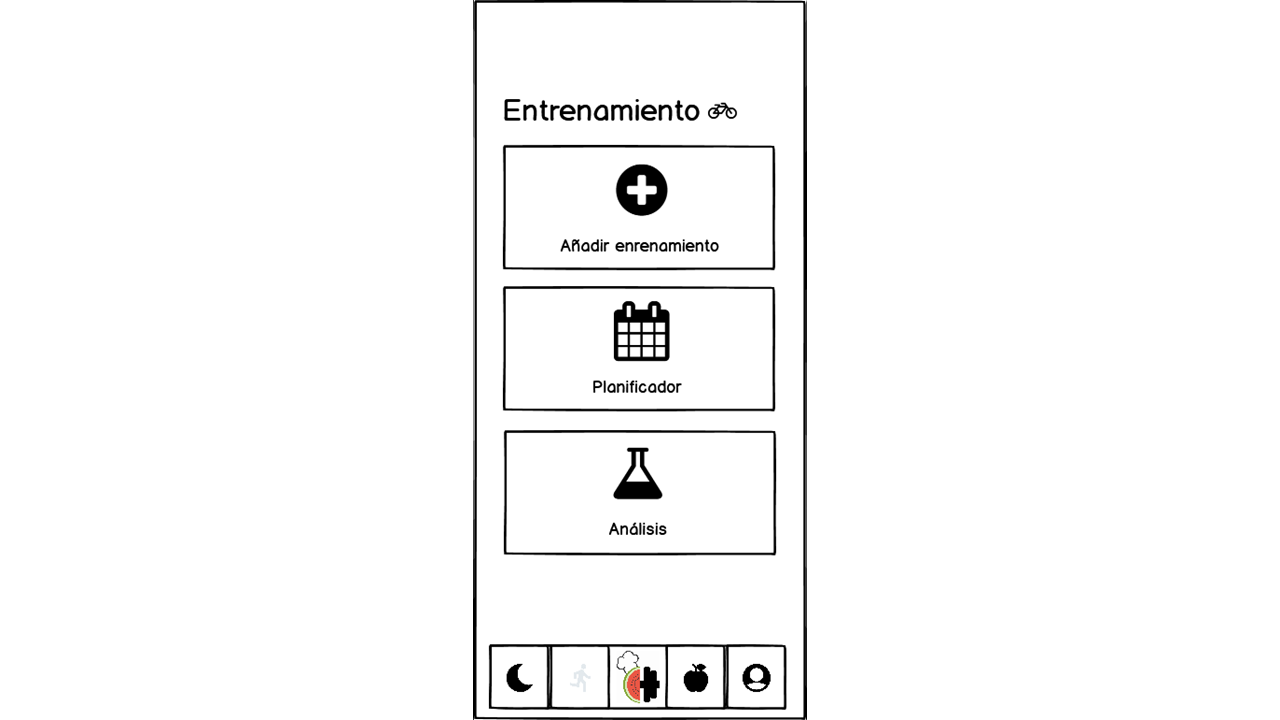 Entrenamiento
Añadir enrenamiento
Planificador
Análisis